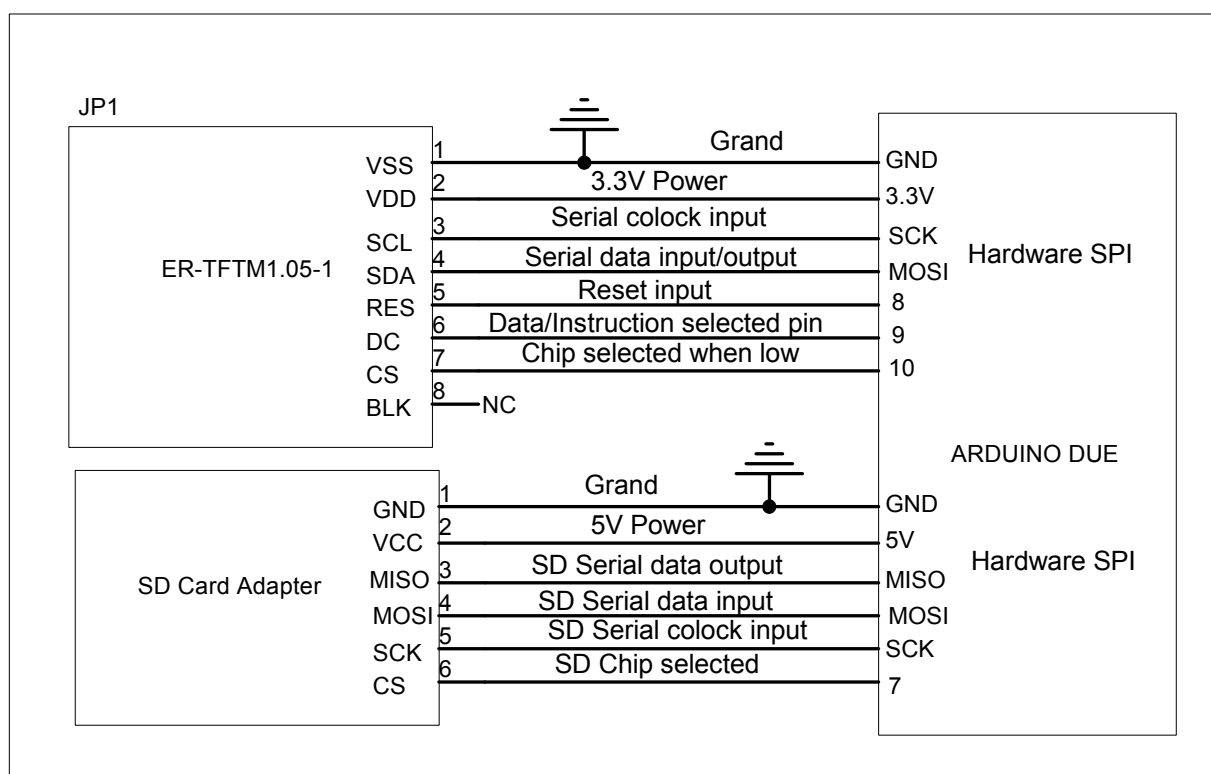 JP1
ER-TFTM1.05-1
VSS 1 Grand GND
VDD 2 3.3V Power 3.3V
SCL 3 Serial colock input SCK
SDA 4 Serial data input/output MOSI
RES 5 Reset input 8
DC 6 Data/Instruction selected pin 9
CS 7 Chip selected when low 10
BLK 8 NC
Hardware SPI
ARDUINO DUE
SD Card Adapter
GND 1 Grand GND
VCC 2 5V Power 5V
MISO 3 SD Serial data output MISO
MOSI 4 SD Serial data input MOSI
SCK 5 SD Serial colock input SCK
CS 6 SD Chip selected 7
Hardware SPI